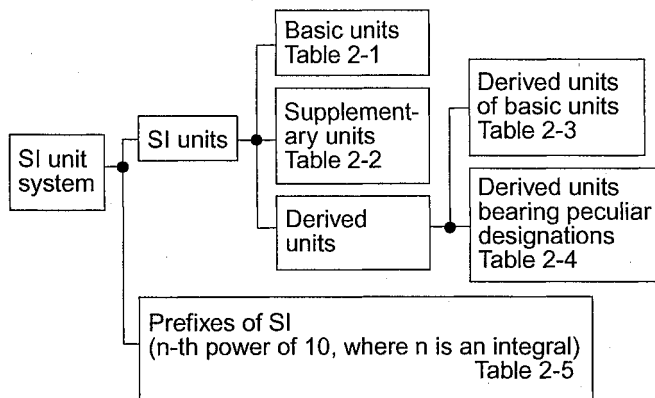 SI unit
system
SI units
Basic units
Table 2-1
Supplement-
ary units
Table 2-2
Derived
units
Derived units
of basic units
Table 2-3
Derived units
bearing peculiar
designations
Table 2-4
Prefixes of SI
(n-th power of 10, where n is an integral)
Table 2-5